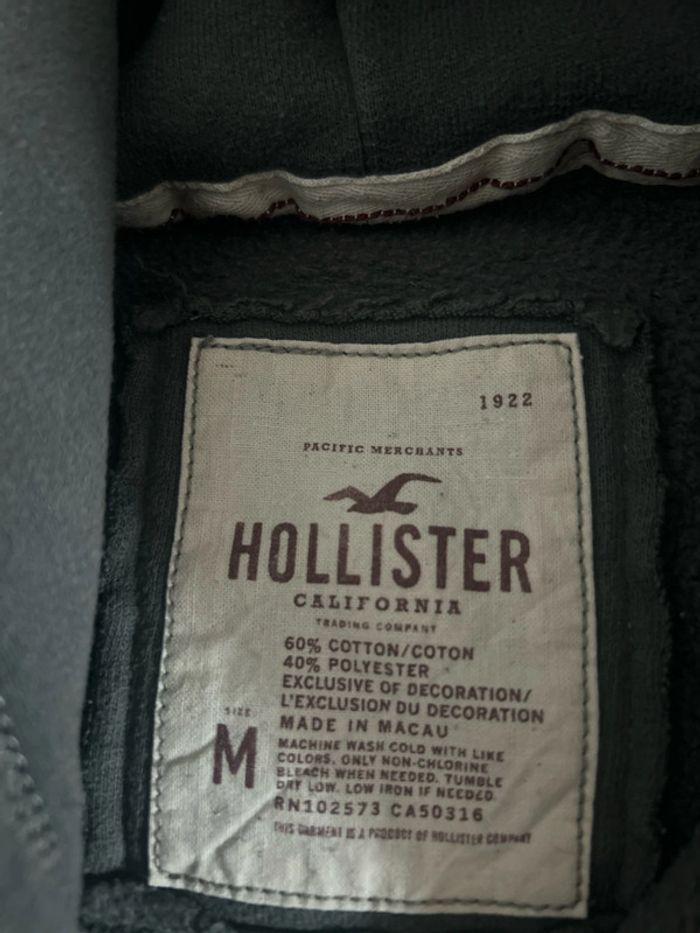 1922
PACIFIC MERCHANTS
HOLLISTER
CALIFORNIA
TRADING COMPANY
60% COTTON/COTON
40% POLYESTER
EXCLUSIVE OF DECORATION/
L'EXCLUSION DU DECORATION
MADE IN MACAU
SIZE
M
MACHINE WASH COLD WITH LIKE
COLORS. ONLY NON-CHLORINE
BLEACH WHEN NEEDED. TUMBLE
DRY LOW. LOW IRON IF NEEDED.
RN102573 CA50316
THIS GARMENT IS A PRODUCT OF HOLLISTER COMPANY